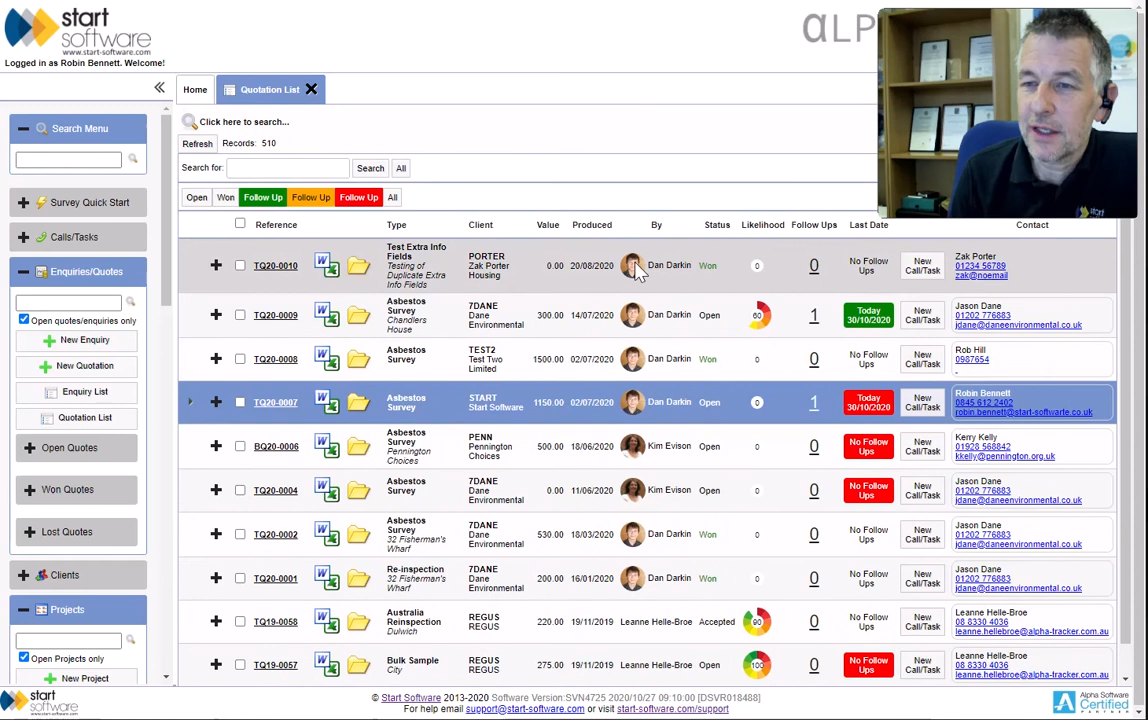 start
software
www.start-software.com
Logged in as Robin Bennett. Welcome!
αLP
Home
Quotation List
Click here to search...
Refresh
Records: 510
Search for:
Search
All
Open
Won
Follow Up
Follow Up
Follow Up
All
Search Menu
Survey Quick Start
Calls/Tasks
Enquiries/Quotes
Open quotes/enquiries only
New Enquiry
New Quotation
Enquiry List
Quotation List
Open Quotes
Won Quotes
Lost Quotes
Clients
Projects
Open Projects only
New Project
Reference Type Client Value Produced By Status Likelihood Follow Ups Last Date Contact
TQ20-0010
Test Extra Info Fields
Testing of Duplicate Extra Info Fields
PORTER
Zak Porter Housing
0.00 20/08/2020 Dan Darkin Won 0 0
No Follow Ups
New Call/Task
Zak Porter
01234 56789
zak@noemail
TQ20-0009
Asbestos Survey
Chandlers House
7DANE
Dane Environmental
300.00 14/07/2020 Dan Darkin Open 60 1
Today 30/10/2020
New Call/Task
Jason Dane
01202 776883
jdane@daneenvironmental.co.uk
TQ20-0008
Asbestos Survey
TEST2
Test Two Limited
1500.00 02/07/2020 Dan Darkin Won 0 0
No Follow Ups
New Call/Task
Rob Hill
0987654
TQ20-0007
Asbestos Survey
START
Start Software
1150.00 02/07/2020 Dan Darkin Open 0 1
Today 30/10/2020
New Call/Task
Robin Bennett
0845 612 2402
robin.bennett@start-softwarte.co.uk
BQ20-0006
Asbestos Survey
Pennington Choices
PENN
Pennington Choices
500.00 18/06/2020 Kim Evison Open 0 0
No Follow Ups
New Call/Task
Kerry Kelly
01928 568842
kkelly@pennington.org.uk
TQ20-0004
Asbestos Survey
7DANE
Dane Environmental
0.00 11/06/2020 Kim Evison Open 0 0
No Follow Ups
New Call/Task
Jason Dane
01202 776883
jdane@daneenvironmental.co.uk
TQ20-0002
Asbestos Survey
32 Fisherman's Wharf
7DANE
Dane Environmental
530.00 18/03/2020 Dan Darkin Won 0 0
No Follow Ups
New Call/Task
Jason Dane
01202 776883
jdane@daneenvironmental.co.uk
TQ20-0001
Re-inspection
32 Fisherman's Wharf
7DANE
Dane Environmental
200.00 16/01/2020 Dan Darkin Won 0 0
No Follow Ups
New Call/Task
Jason Dane
01202 776883
jdane@daneenvironmental.co.uk
TQ19-0058
Australia Reinspection
Dulwich
REGUS
REGUS
220.00 19/11/2019 Leanne Helle-Broe Accepted 90 0
No Follow Ups
New Call/Task
Leanne Helle-Broe
08 8330 4036
leanne.hellebroe@alpha-tracker.com.au
TQ19-0057
Bulk Sample
City
REGUS
REGUS
275.00 19/11/2019 Leanne Helle-Broe Open 100 0
No Follow Ups
New Call/Task
Leanne Helle-Broe
08 8330 4036
leanne.hellebroe@alpha-tracker.com.au
© Start Software 2013-2020 Software Version:SVN4725 2020/10/27 09:10:00 [DSVR018488]
For help email support@start-software.com or visit start-software.com/support
start
software
Alpha Software
Certified
PARTNER